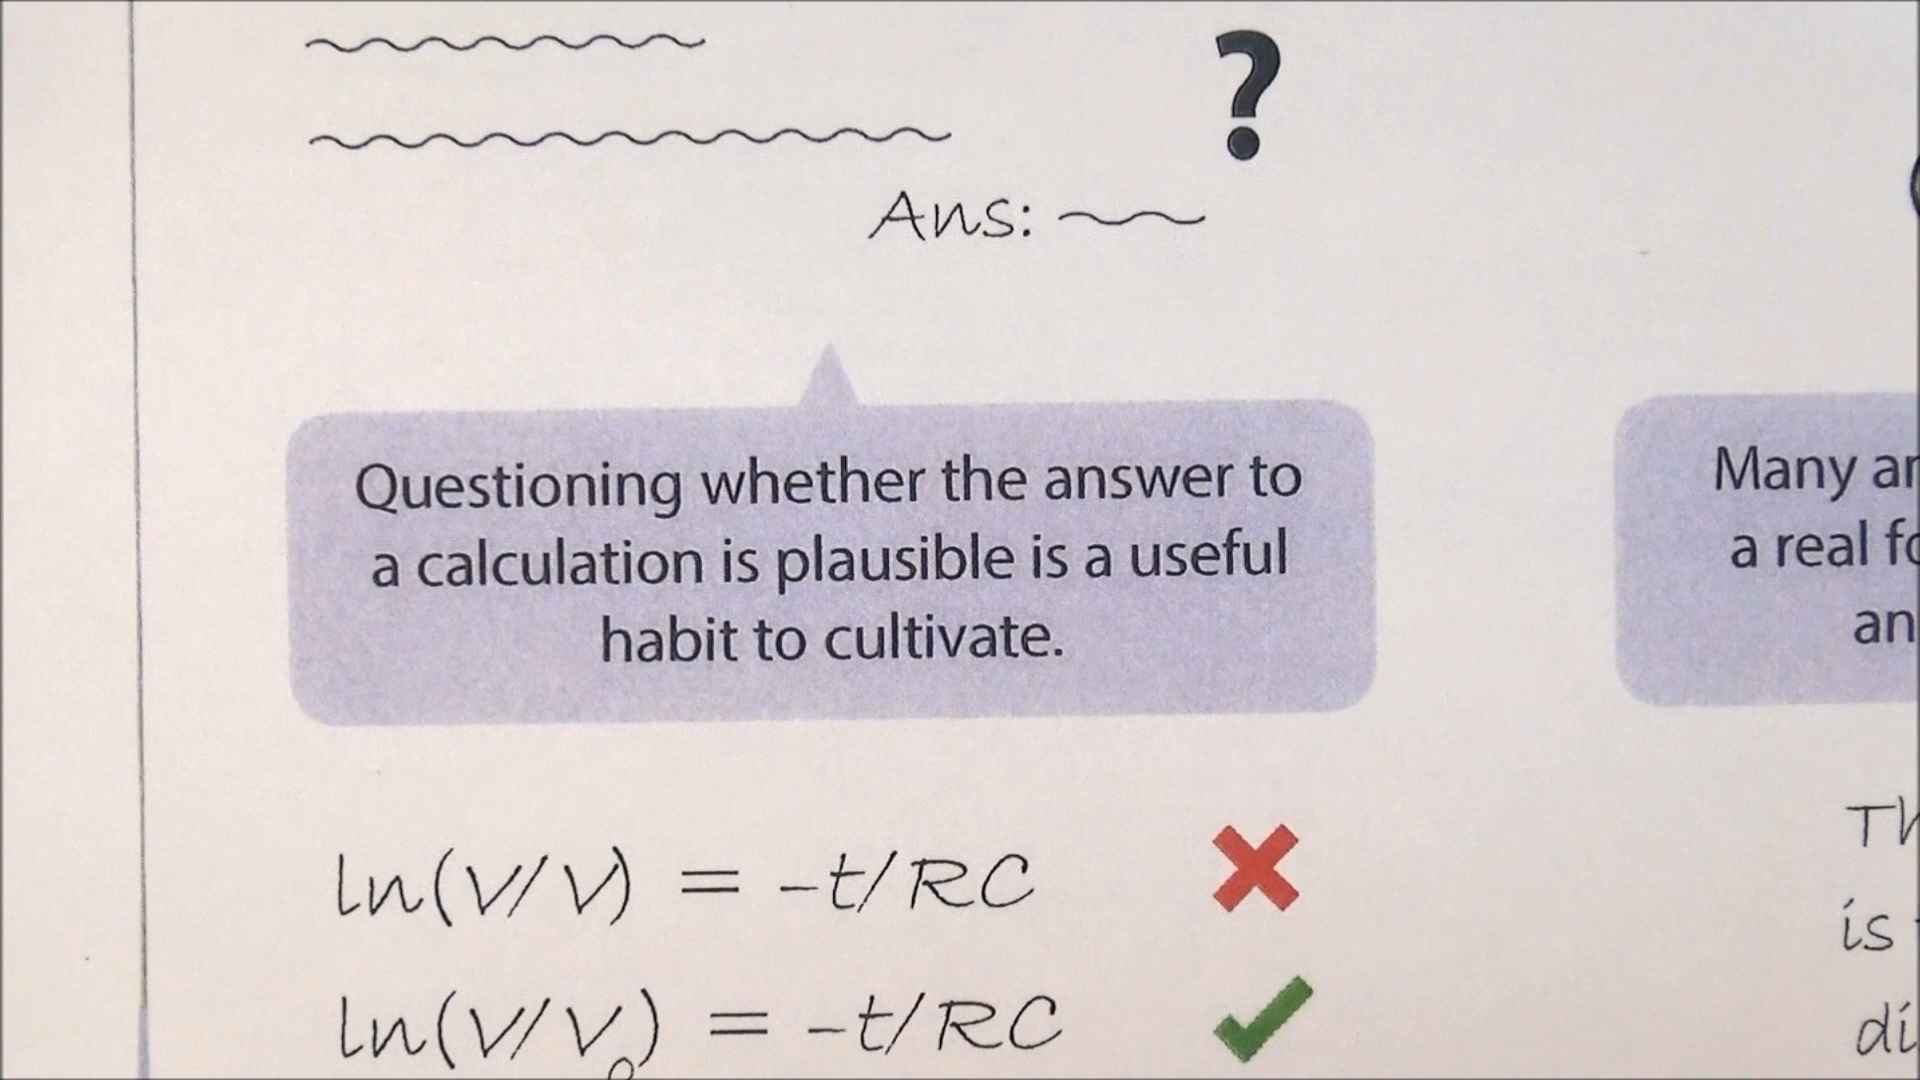 ?
Ans:
Questioning whether the answer to
a calculation is plausible is a useful
habit to cultivate.
Many
a real
ln(V/V) = -t/RC
ln(V/V₀) = -t/RC
is